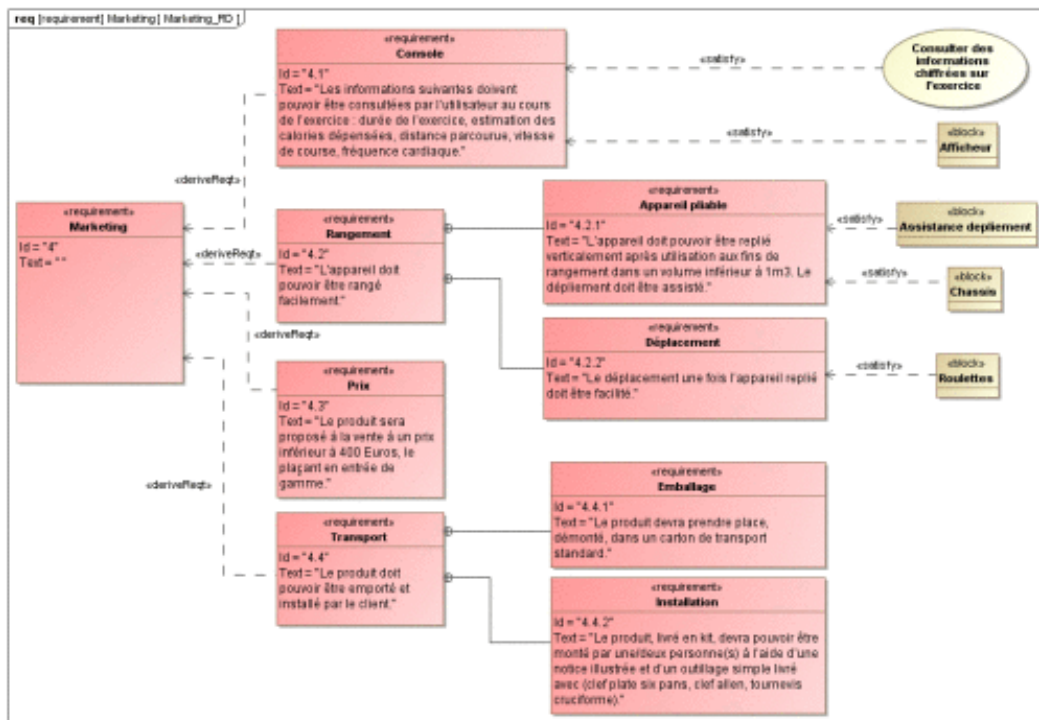 req [requirement] Marketing [ Marketing_RD ]
«requirement»
Console
Id = "4.1"
Text = "Les informations suivantes doivent
pouvoir être consultées par l'utilisateur au cours
de l'exercice : durée de l'exercice, estimation des
calories dépensées, distance parcourue, vitesse
de course, fréquence cardiaque."
«satisfy»
Consulter des
informations
chiffrées sur
l'exercice
«satisfy»
«block»
Afficheur
«deriveReqt»
«requirement»
Marketing
Id = "4"
Text = ""
«deriveReqt»
«requirement»
Rangement
Id = "4.2"
Text = "L'appareil doit
pouvoir être rangé
facilement."
«requirement»
Appareil pliable
Id = "4.2.1"
Text = "L'appareil doit pouvoir être replié
verticalement après utilisation aux fins de
rangement dans un volume inférieur à 1m3. Le
dépliement doit être assisté."
«satisfy»
«block»
Assistance depliement
«satisfy»
«block»
Chassis
«deriveReqt»
«requirement»
Déplacement
Id = "4.2.2"
Text = "Le déplacement une fois l'appareil replié
doit être facilité."
«satisfy»
«block»
Roulettes
«requirement»
Prix
Id = "4.3"
Text = "Le produit sera
proposé à la vente à un prix
inférieur à 400 Euros, le
plaçant en entrée de
gamme."
«deriveReqt»
«requirement»
Transport
Id = "4.4"
Text = "Le produit doit
pouvoir être emporté et
installé par le client."
«requirement»
Emballage
Id = "4.4.1"
Text = "Le produit devra prendre place,
démonté, dans un carton de transport
standard."
«requirement»
Installation
Id = "4.4.2"
Text = "Le produit, livré en kit, devra pouvoir être
monté par une/deux personne(s) à l'aide d'une
notice illustrée et d'un outillage simple livré
avec (clef plate six pans, clef allen, tournevis
cruciforme)."